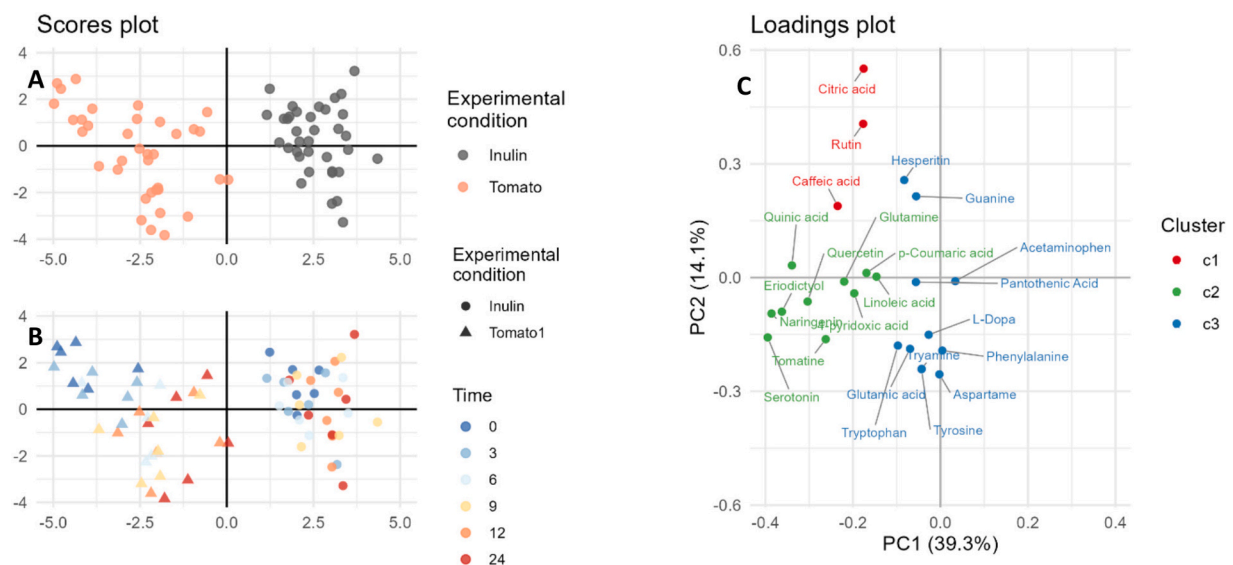 Scores plot
A
4
2
0
-2
-4
-5.0
-2.5
0.0
2.5
5.0
Experimental
condition
Inulin
Tomato
B
4
2
0
-2
-4
-5.0
-2.5
0.0
2.5
5.0
Experimental
condition
Inulin
Tomato1
Time
0
3
6
9
12
24
Loadings plot
C
0.6
0.3
0.0
-0.3
-0.6
PC2 (14.1%)
Citric acid
Rutin
Hesperitin
Caffeic acid
Guanine
Quinic acid
Glutamine
Quercetin
p-Coumaric acid
Acetaminophen
Eriodictyol
Pantothenic Acid
Linoleic acid
Naringenin
4-pyridoxic acid
L-Dopa
Tomatine
Tryamine
Phenylalanine
Serotonin
Glutamic acid
Aspartame
Tryptophan
Tyrosine
-0.4
-0.2
0.0
0.2
0.4
PC1 (39.3%)
Cluster
c1
c2
c3